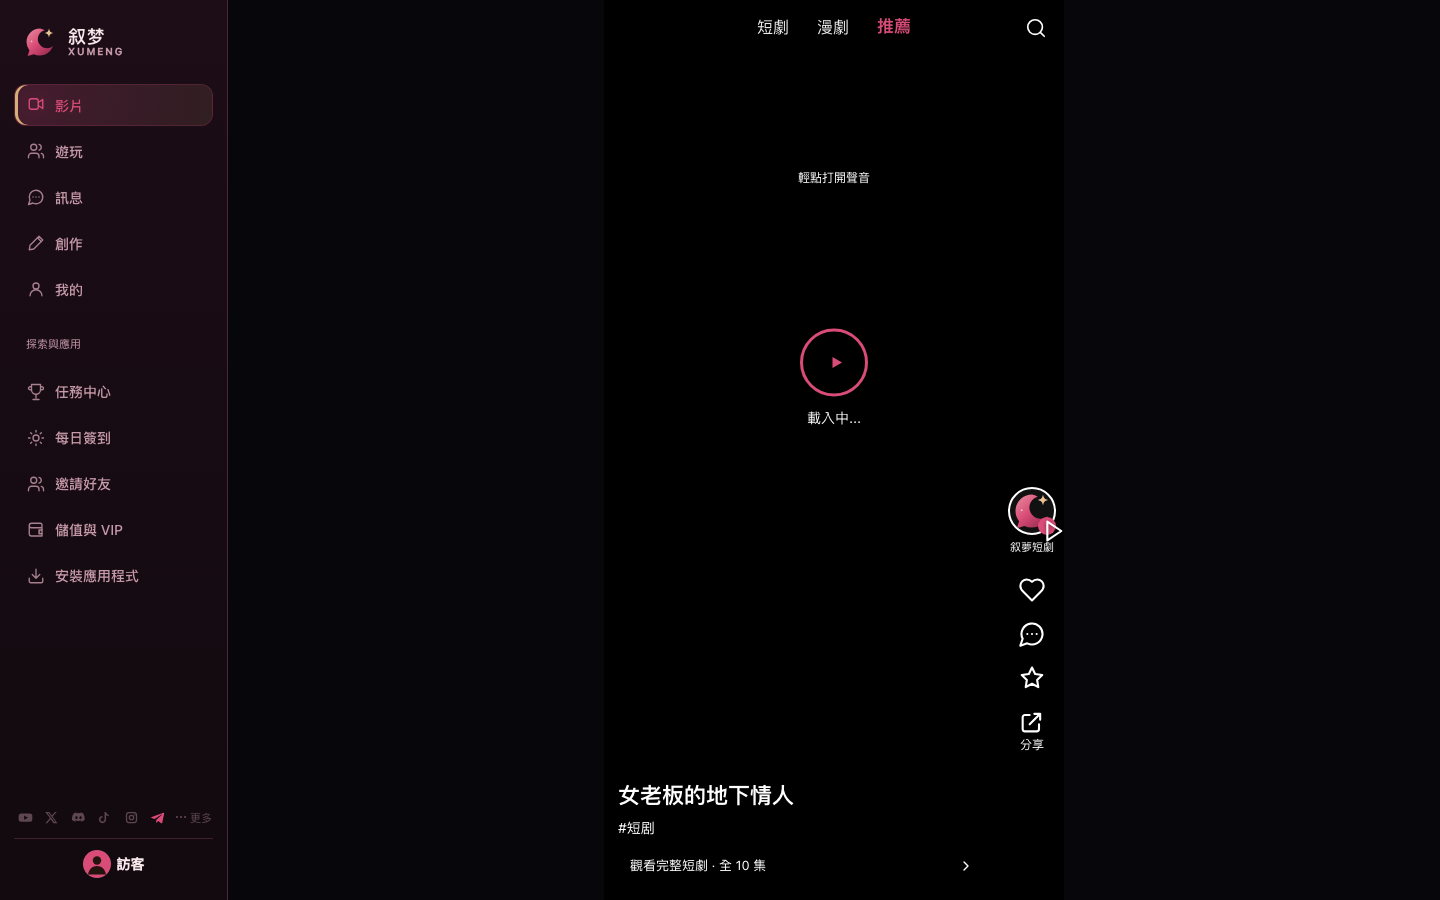 叙梦
XUMENG
影片
遊玩
訊息
創作
我的
探索與應用
任務中心
每日簽到
邀請好友
儲值與 VIP
安裝應用程式
更多
訪客
短劇
漫劇
推薦
輕點打開聲音
載入中...
叙夢短劇
分享
女老板的地下情人
#短剧
觀看完整短劇 · 全 10 集